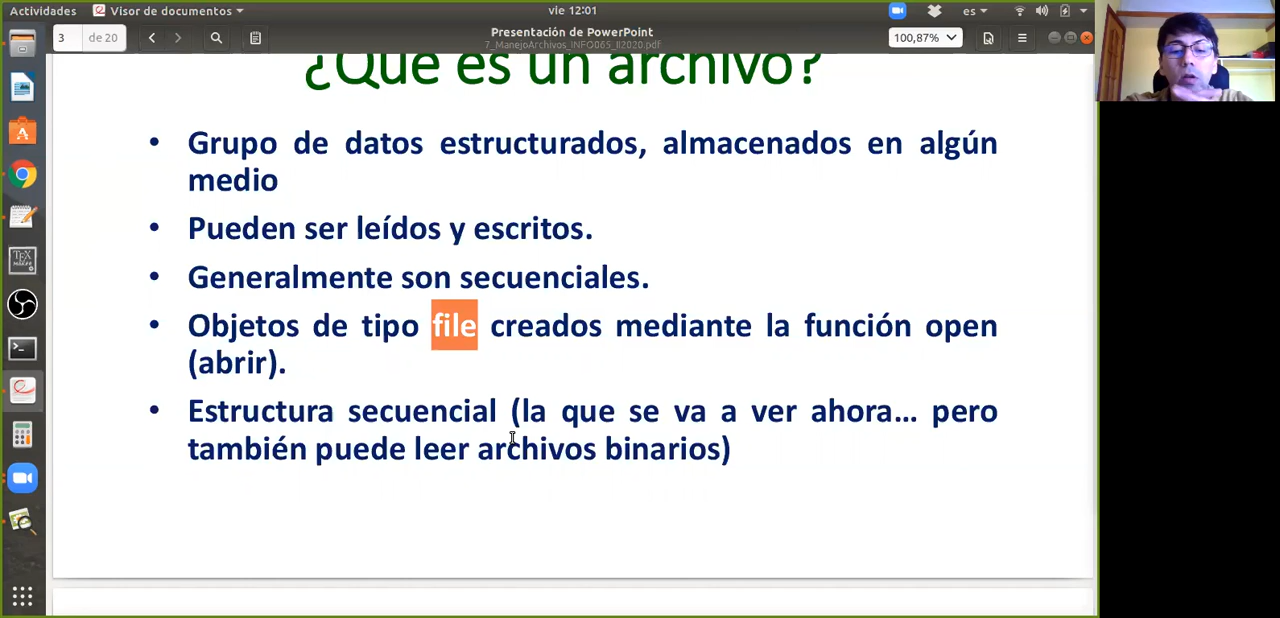 Actividades
Visor de documentos
vie 12:01
es
3
de 20
Presentación de PowerPoint
7_ManejoArchivos_INFO065_II2020.pdf
100,87%
¿Qué es un archivo?
• Grupo de datos estructurados, almacenados en algún
medio
• Pueden ser leídos y escritos.
• Generalmente son secuenciales.
• Objetos de tipo file creados mediante la función open
(abrir).
• Estructura secuencial (la que se va a ver ahora… pero
también puede leer archivos binarios)